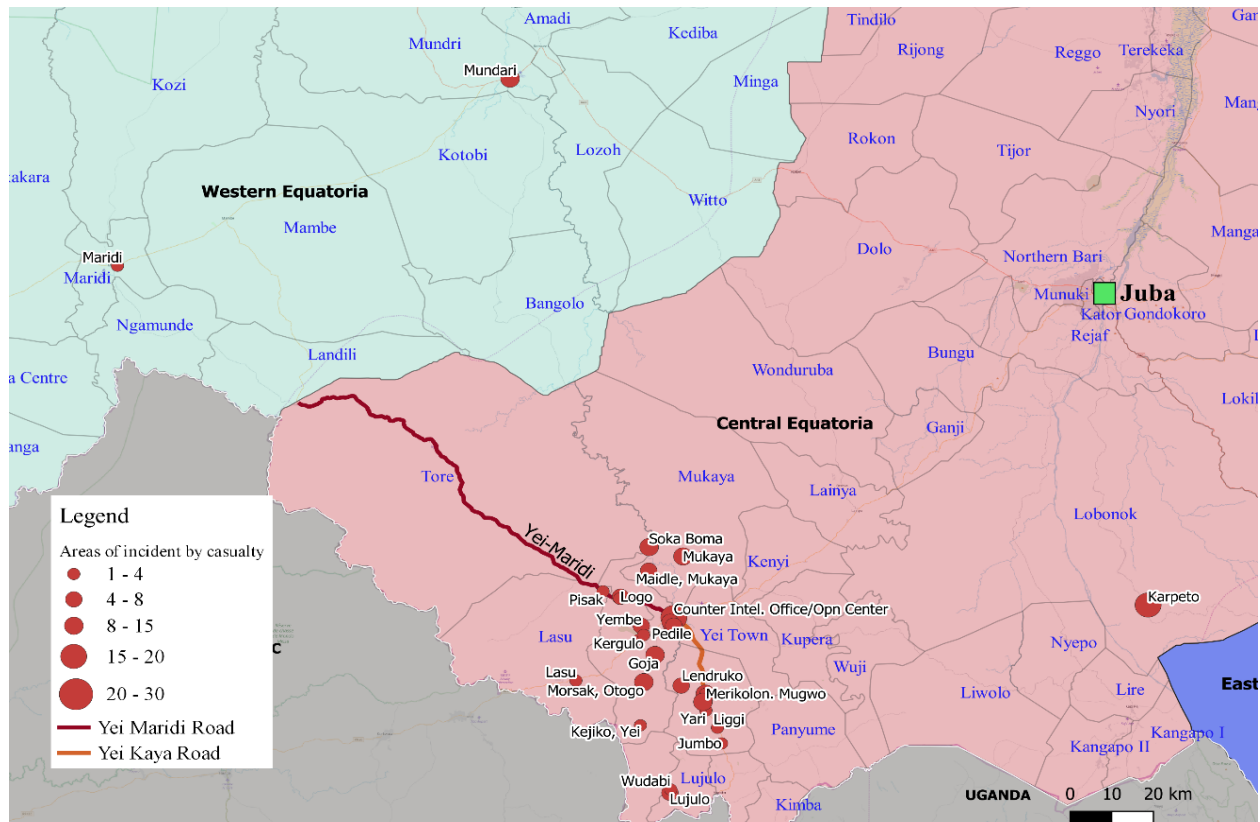 Tindilo
Amadi
Kediba
Mundri
Rijong
Reggo
Terekeka
Mundari
Kozi
Minga
Nyori
Rokon
Kotobi
Lozoh
Tijor
akara
Western Equatoria
Witto
Mambe
Manga
Dolo
Maridi
Northern Bari
Maridi
Munuki
Juba
Bangolo
Kator
Gondokoro
Ngamunde
Rejaf
Landili
Bungu
a Centre
Wonduruba
Lokil
Central Equatoria
Ganji
anga
Tore
Mukaya
Lainya
Lobonok
Legend
Areas of incident by casualty
1 - 4
4 - 8
8 - 15
15 - 20
20 - 30
Yei Maridi Road
Yei Kaya Road
C
Yei-Maridi
Soka Boma
Mukaya
Kenyi
Maidle, Mukaya
Pisak
Logo
Karpeto
Counter Intel. Office/Opn Center
Yembe
Pedile
Yei Town
Kupera
Lasu
Kergulo
Nyepo
Goja
Wuji
Lasu
Lendruko
Morsak, Otogo
Merikolon. Mugwo
Liwolo
Lire
East
Yari
Liggi
Kejiko, Yei
Panyume
Kangapo I
Jumbo
Kangapo II
Wudabi
Lujulo
Lujulo
UGANDA
0 10 20 km
Kimba